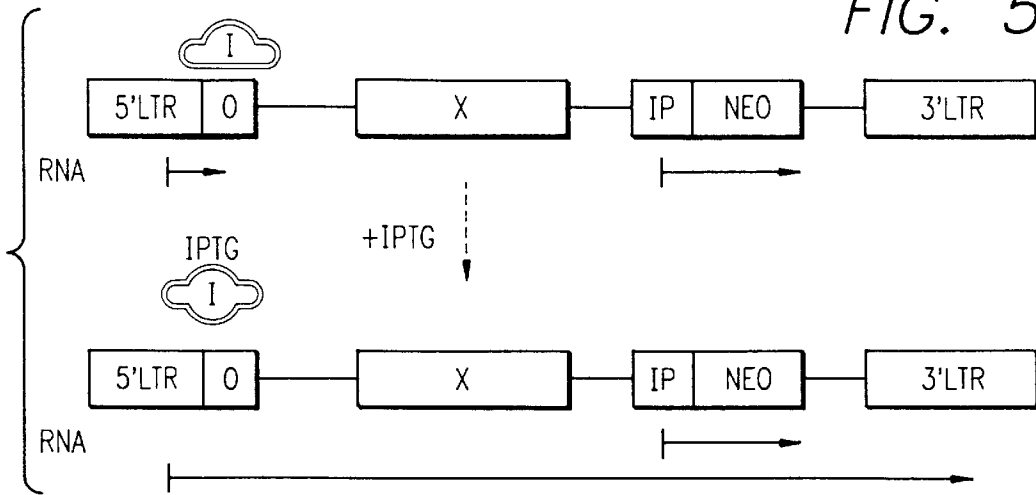 FIG. 5
I
5'LTR O X IP NEO 3'LTR
RNA
+IPTG
IPTG
I
5'LTR O X IP NEO 3'LTR
RNA